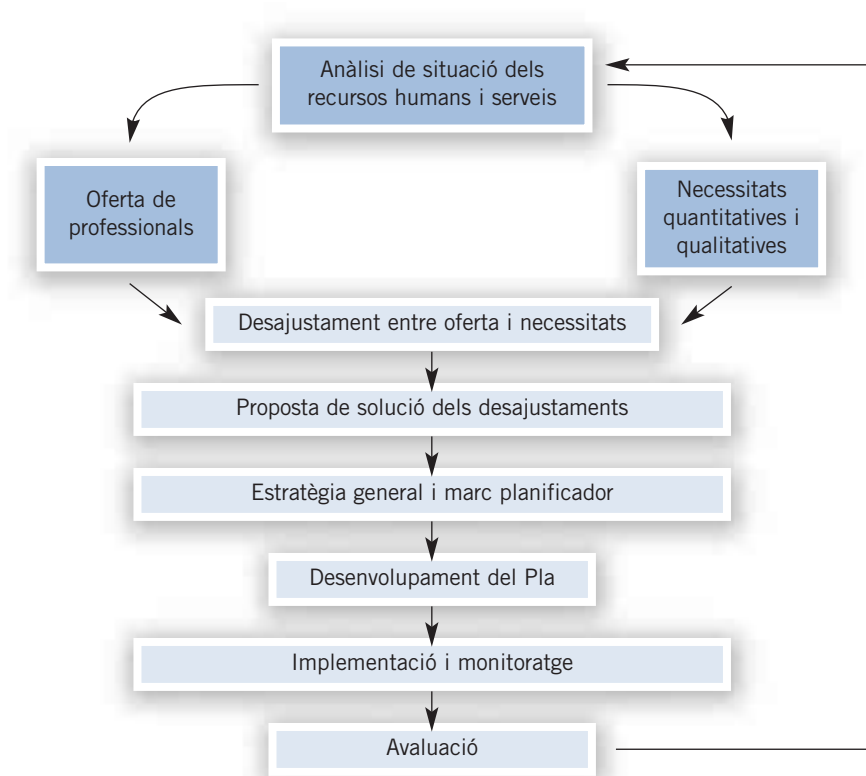 Anàlisi de situació dels
recursos humans i serveis
Oferta de
professionals
Necessitats
quantitatives i
qualitatives
Desajustament entre oferta i necessitats
Proposta de solució dels desajustaments
Estratègia general i marc planificador
Desenvolupament del Pla
Implementació i monitoratge
Avaluació